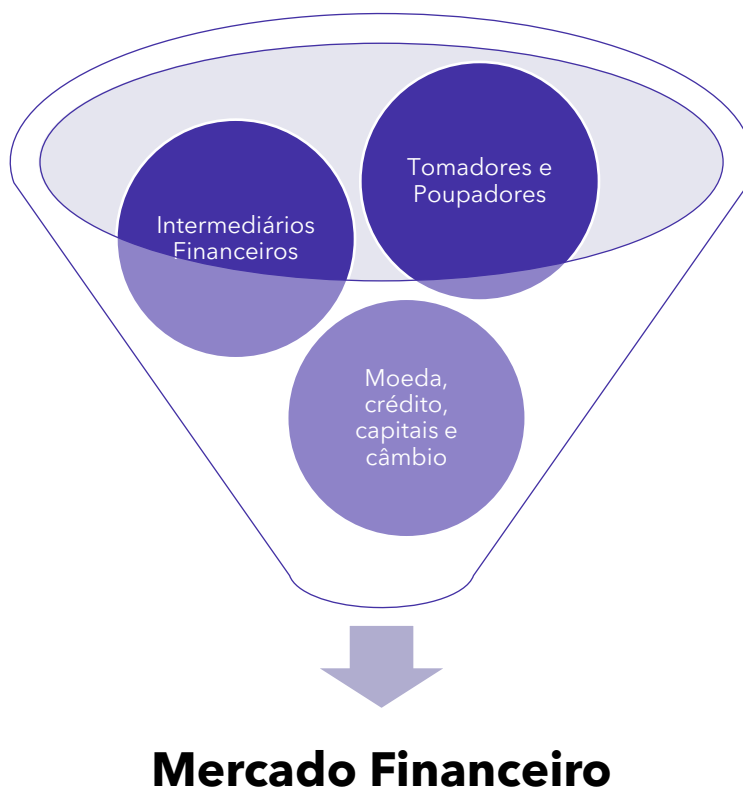 Tomadores e
Poupadores
Intermediários
Financeiros
Moeda,
crédito,
capitais e
câmbio
Mercado Financeiro